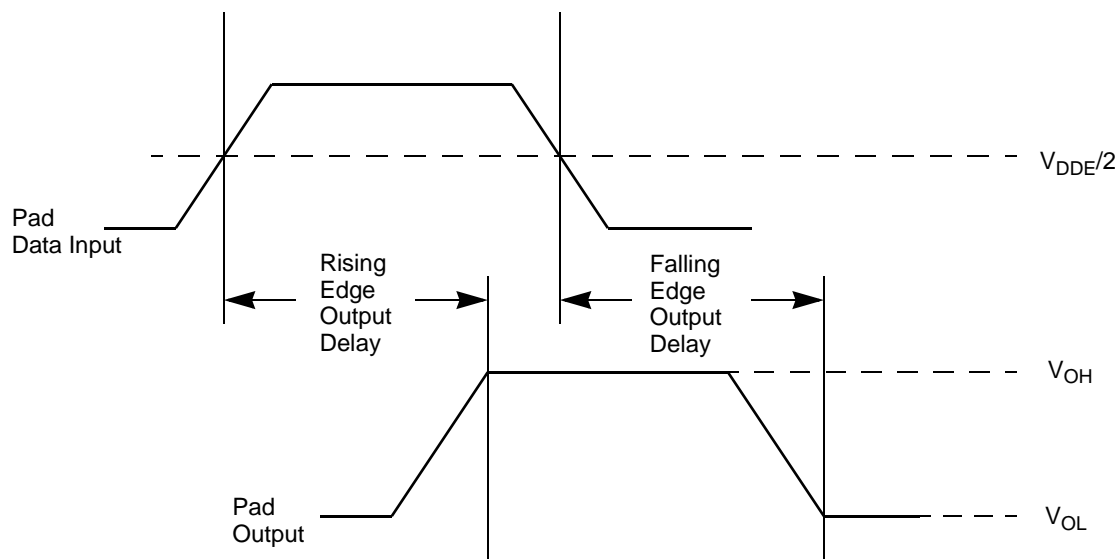 V_DDE/2
Pad
Data Input
Rising
Edge
Output
Delay
Falling
Edge
Output
Delay
V_OH
Pad
Output
V_OL